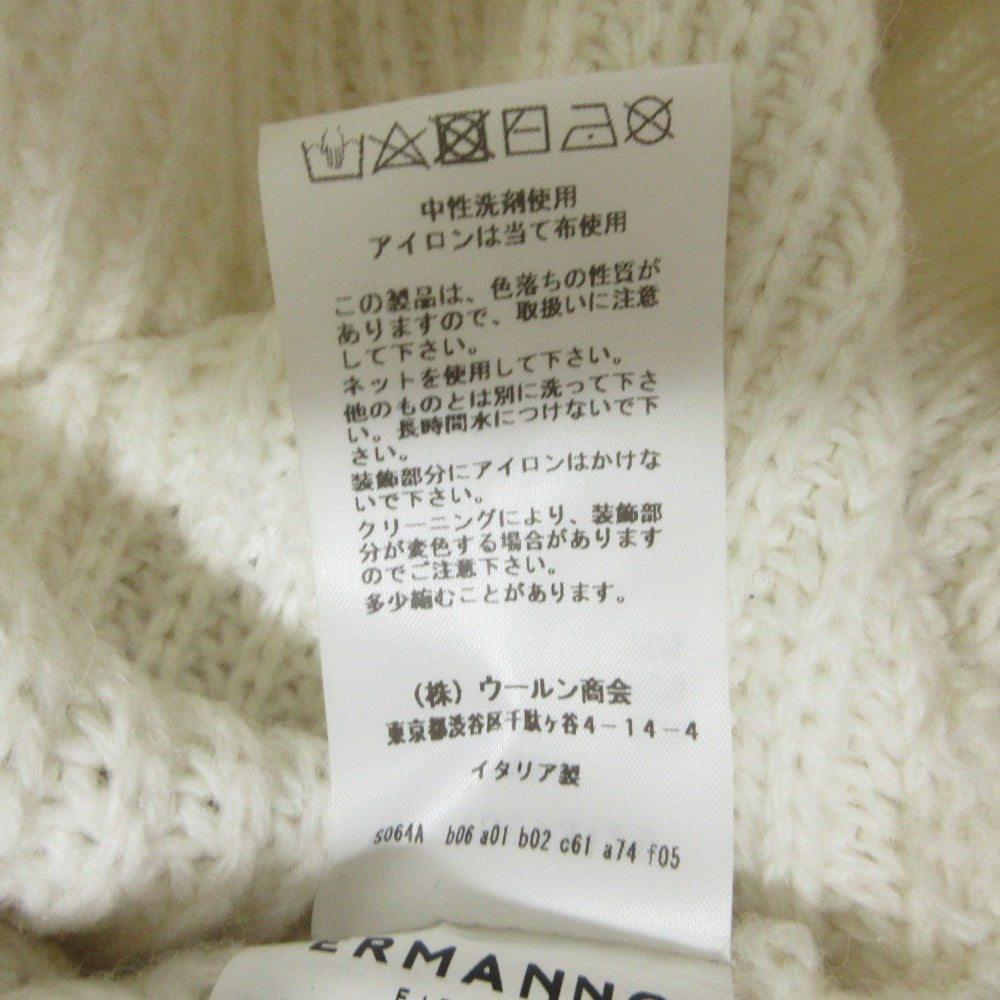 中性洗剤使用
アイロンは当て布使用
この製品は、色落ちの性質が
ありますので、取扱いに注意
して下さい。
ネットを使用して下さい。
他のものとは別に洗って下さ
い。長時間水につけないで下
さい。
装飾部分にアイロンはかけな
いで下さい。
クリーニングにより、装飾部
分が変色する場合があります
のでご注意下さい。
多少縮むことがあります。
(株)ウールン商会
東京都渋谷区千駄ヶ谷4-14-4
イタリア製
s064A b06 a01 b02 c61 a74 f05
ERMANNO